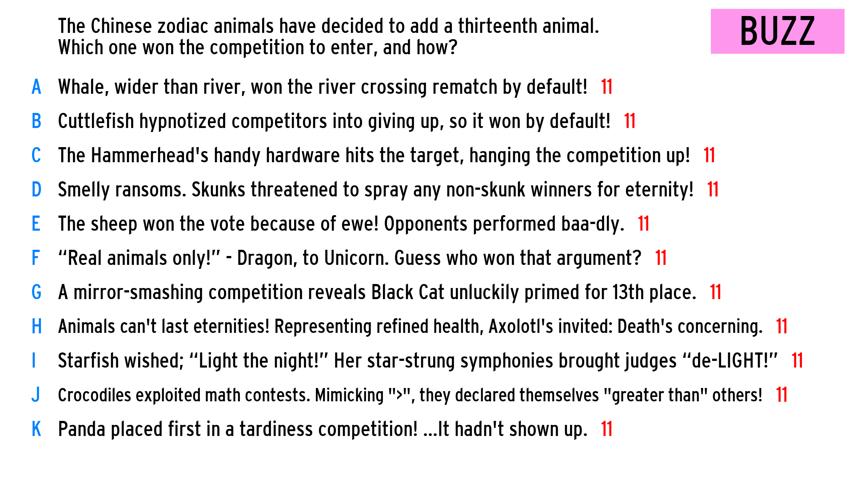 The Chinese zodiac animals have decided to add a thirteenth animal.
Which one won the competition to enter, and how?
BUZZ
A Whale, wider than river, won the river crossing rematch by default! 11
B Cuttlefish hypnotized competitors into giving up, so it won by default! 11
C The Hammerhead's handy hardware hits the target, hanging the competition up! 11
D Smelly ransoms. Skunks threatened to spray any non-skunk winners for eternity! 11
E The sheep won the vote because of ewe! Opponents performed baa-dly. 11
F “Real animals only!” - Dragon, to Unicorn. Guess who won that argument? 11
G A mirror-smashing competition reveals Black Cat unluckily primed for 13th place. 11
H Animals can't last eternities! Representing refined health, Axolotl's invited: Death's concerning. 11
I Starfish wished; “Light the night!” Her star-strung symphonies brought judges “de-LIGHT!” 11
J Crocodiles exploited math contests. Mimicking ">", they declared themselves "greater than" others! 11
K Panda placed first in a tardiness competition! ...It hadn't shown up. 11